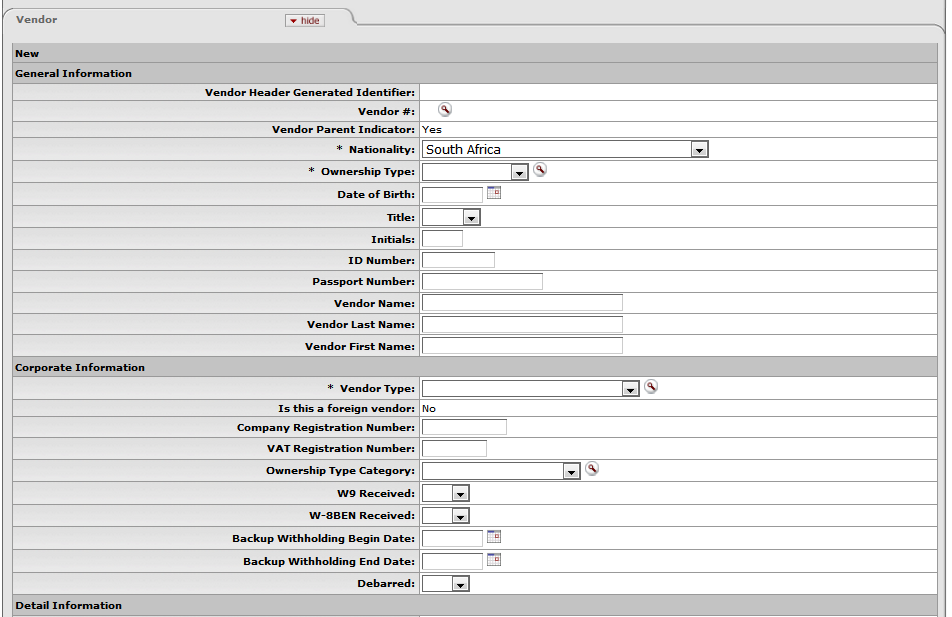 Vendor
hide
New
General Information
Vendor Header Generated Identifier:
Vendor #:
Vendor Parent Indicator: Yes
* Nationality: South Africa
* Ownership Type:
Date of Birth:
Title:
Initials:
ID Number:
Passport Number:
Vendor Name:
Vendor Last Name:
Vendor First Name:
Corporate Information
* Vendor Type:
Is this a foreign vendor: No
Company Registration Number:
VAT Registration Number:
Ownership Type Category:
W9 Received:
W-8BEN Received:
Backup Withholding Begin Date:
Backup Withholding End Date:
Debarred:
Detail Information